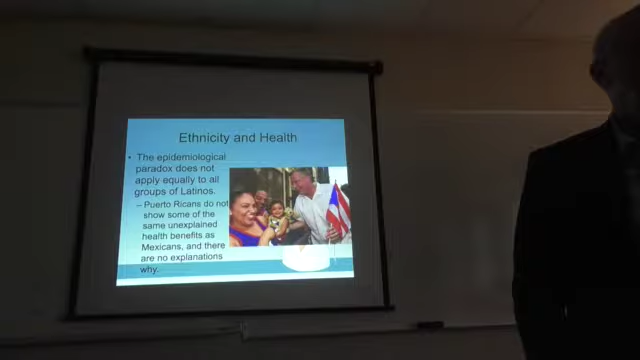 Ethnicity and Health
• The epidemiological
paradox does not
apply equally to all
groups of Latinos.
– Puerto Ricans do not
show some of the
same unexplained
health benefits as
Mexicans, and there
are no explanations
why.